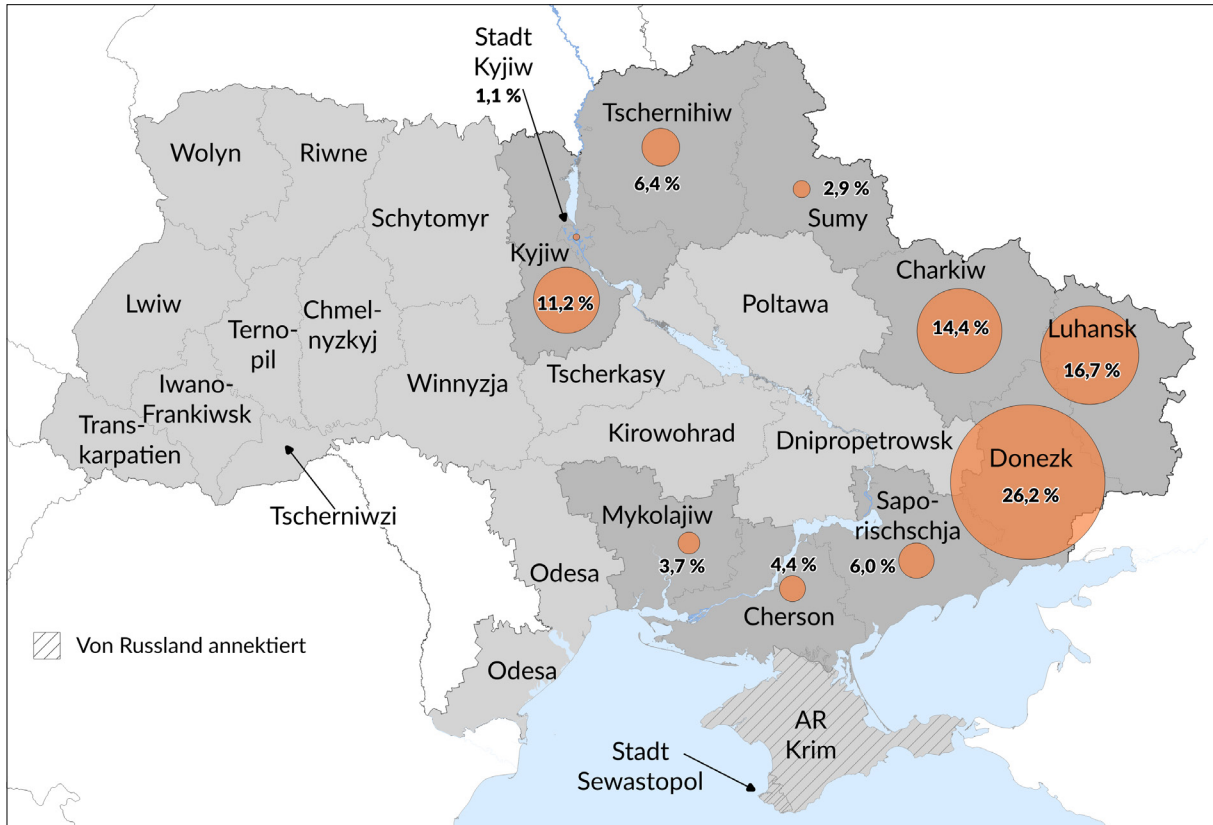 Stadt
Kyjiw
1,1 %
Tschernihiw
6,4 %
Wolyn
Riwne
2,9 %
Sumy
Schytomyr
Kyjiw
11,2 %
Charkiw
14,4 %
Lwiw
Terno-
pil
Chmel-
nyzkyj
Poltawa
Luhansk
16,7 %
Iwano-
Frankiwsk
Winnyzja
Tscherkasy
Trans-
karpatien
Kirowohrad
Dnipropetrowsk
Donezk
26,2 %
Tscherniwzi
Mykolajiw
3,7 %
Sapo-
rischschja
6,0 %
4,4 %
Cherson
Odesa
Von Russland annektiert
Odesa
AR
Krim
Stadt
Sewastopol